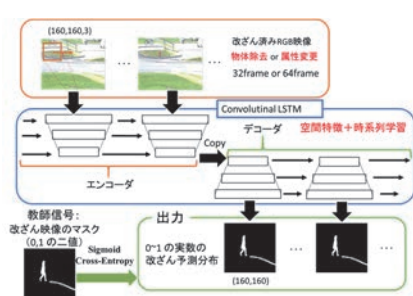 (160,160,3)
改ざん済みRGB映像
物体除去 or 属性変更
32frame or 64frame
...
...
Convolutinal LSTM
Copy
デコーダ
空間特徴＋時系列学習
エンコーダ
教師信号：
改ざん映像のマスク
(0,1 の二値)
Sigmoid
Cross-Entropy
出力
0~1 の実数の
改ざん予測分布
...
(160,160)